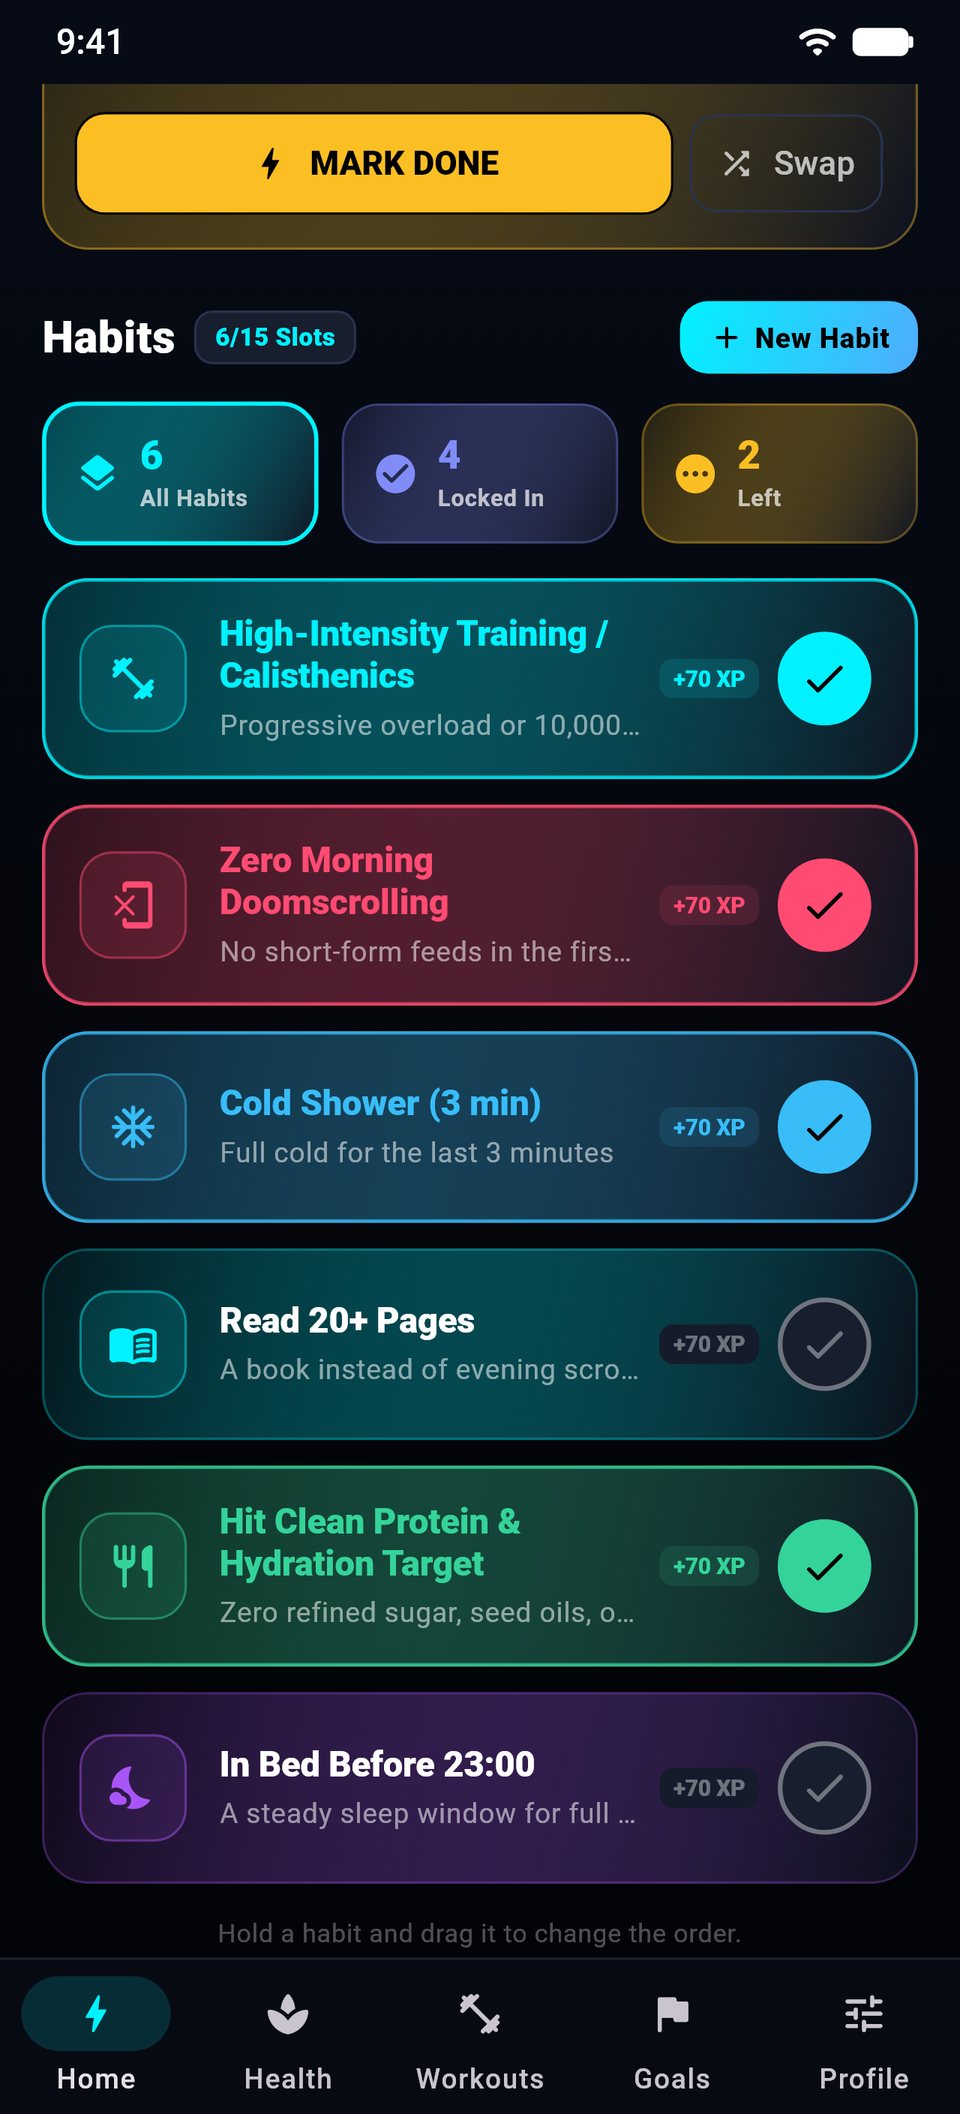 9:41
MARK DONE
Swap
Habits
6/15 Slots
+ New Habit
6
All Habits
4
Locked In
2
Left
High-Intensity Training /
Calisthenics
Progressive overload or 10,000...
+70 XP
Zero Morning
Doomscrolling
No short-form feeds in the firs...
+70 XP
Cold Shower (3 min)
Full cold for the last 3 minutes
+70 XP
Read 20+ Pages
A book instead of evening scro...
+70 XP
Hit Clean Protein &
Hydration Target
Zero refined sugar, seed oils, o...
+70 XP
In Bed Before 23:00
A steady sleep window for full ...
+70 XP
Hold a habit and drag it to change the order.
Home
Health
Workouts
Goals
Profile